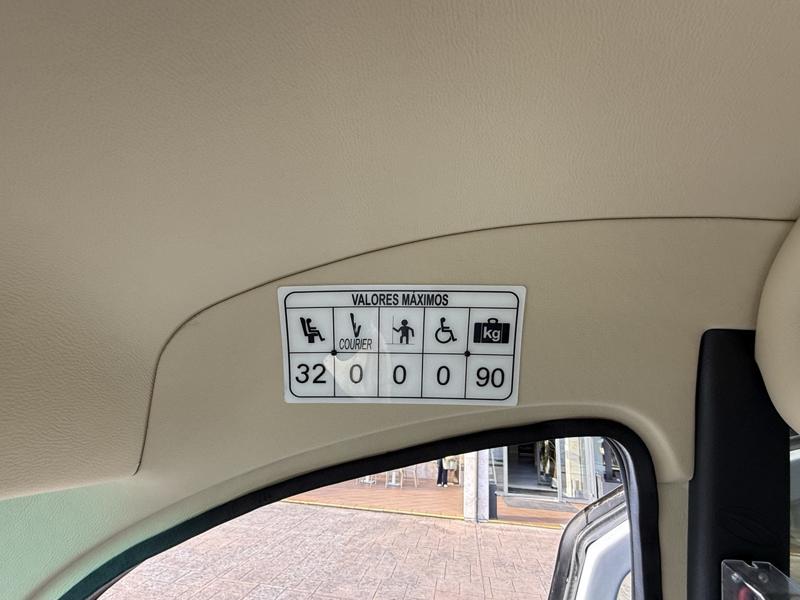 VALORES MÁXIMOS
COURIER kg
32 0 0 0 90